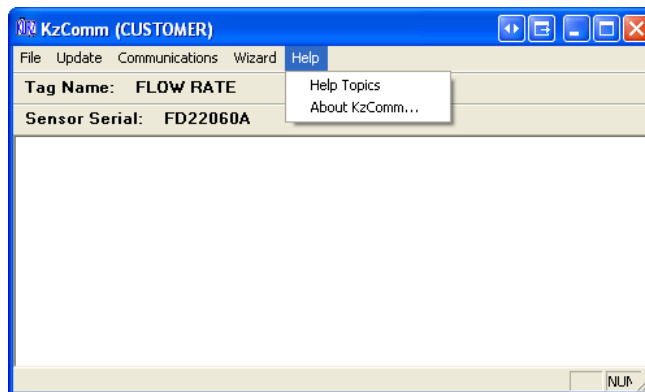 KzComm (CUSTOMER)
File Update Communications Wizard Help
Help Topics
About KzComm...
Tag Name: FLOW RATE
Sensor Serial: FD22060A
NUM